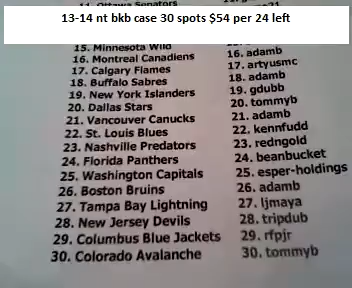 13-14 nt bkb case 30 spots $54 per 24 left
14. Ottawa Senators
15. Minnesota Wild
16. Montreal Canadiens
17. Calgary Flames
18. Buffalo Sabres
19. New York Islanders
20. Dallas Stars
21. Vancouver Canucks
22. St. Louis Blues
23. Nashville Predators
24. Florida Panthers
25. Washington Capitals
26. Boston Bruins
27. Tampa Bay Lightning
28. New Jersey Devils
29. Columbus Blue Jackets
30. Colorado Avalanche
16. adamb
17. artyusmc
18. adamb
19. gdubb
20. tommyb
21. adamb
22. kennfudd
23. redngold
24. beanbucket
25. esper-holdings
26. adamb
27. ljmaya
28. tripdub
29. rfpjr
30. tommyb